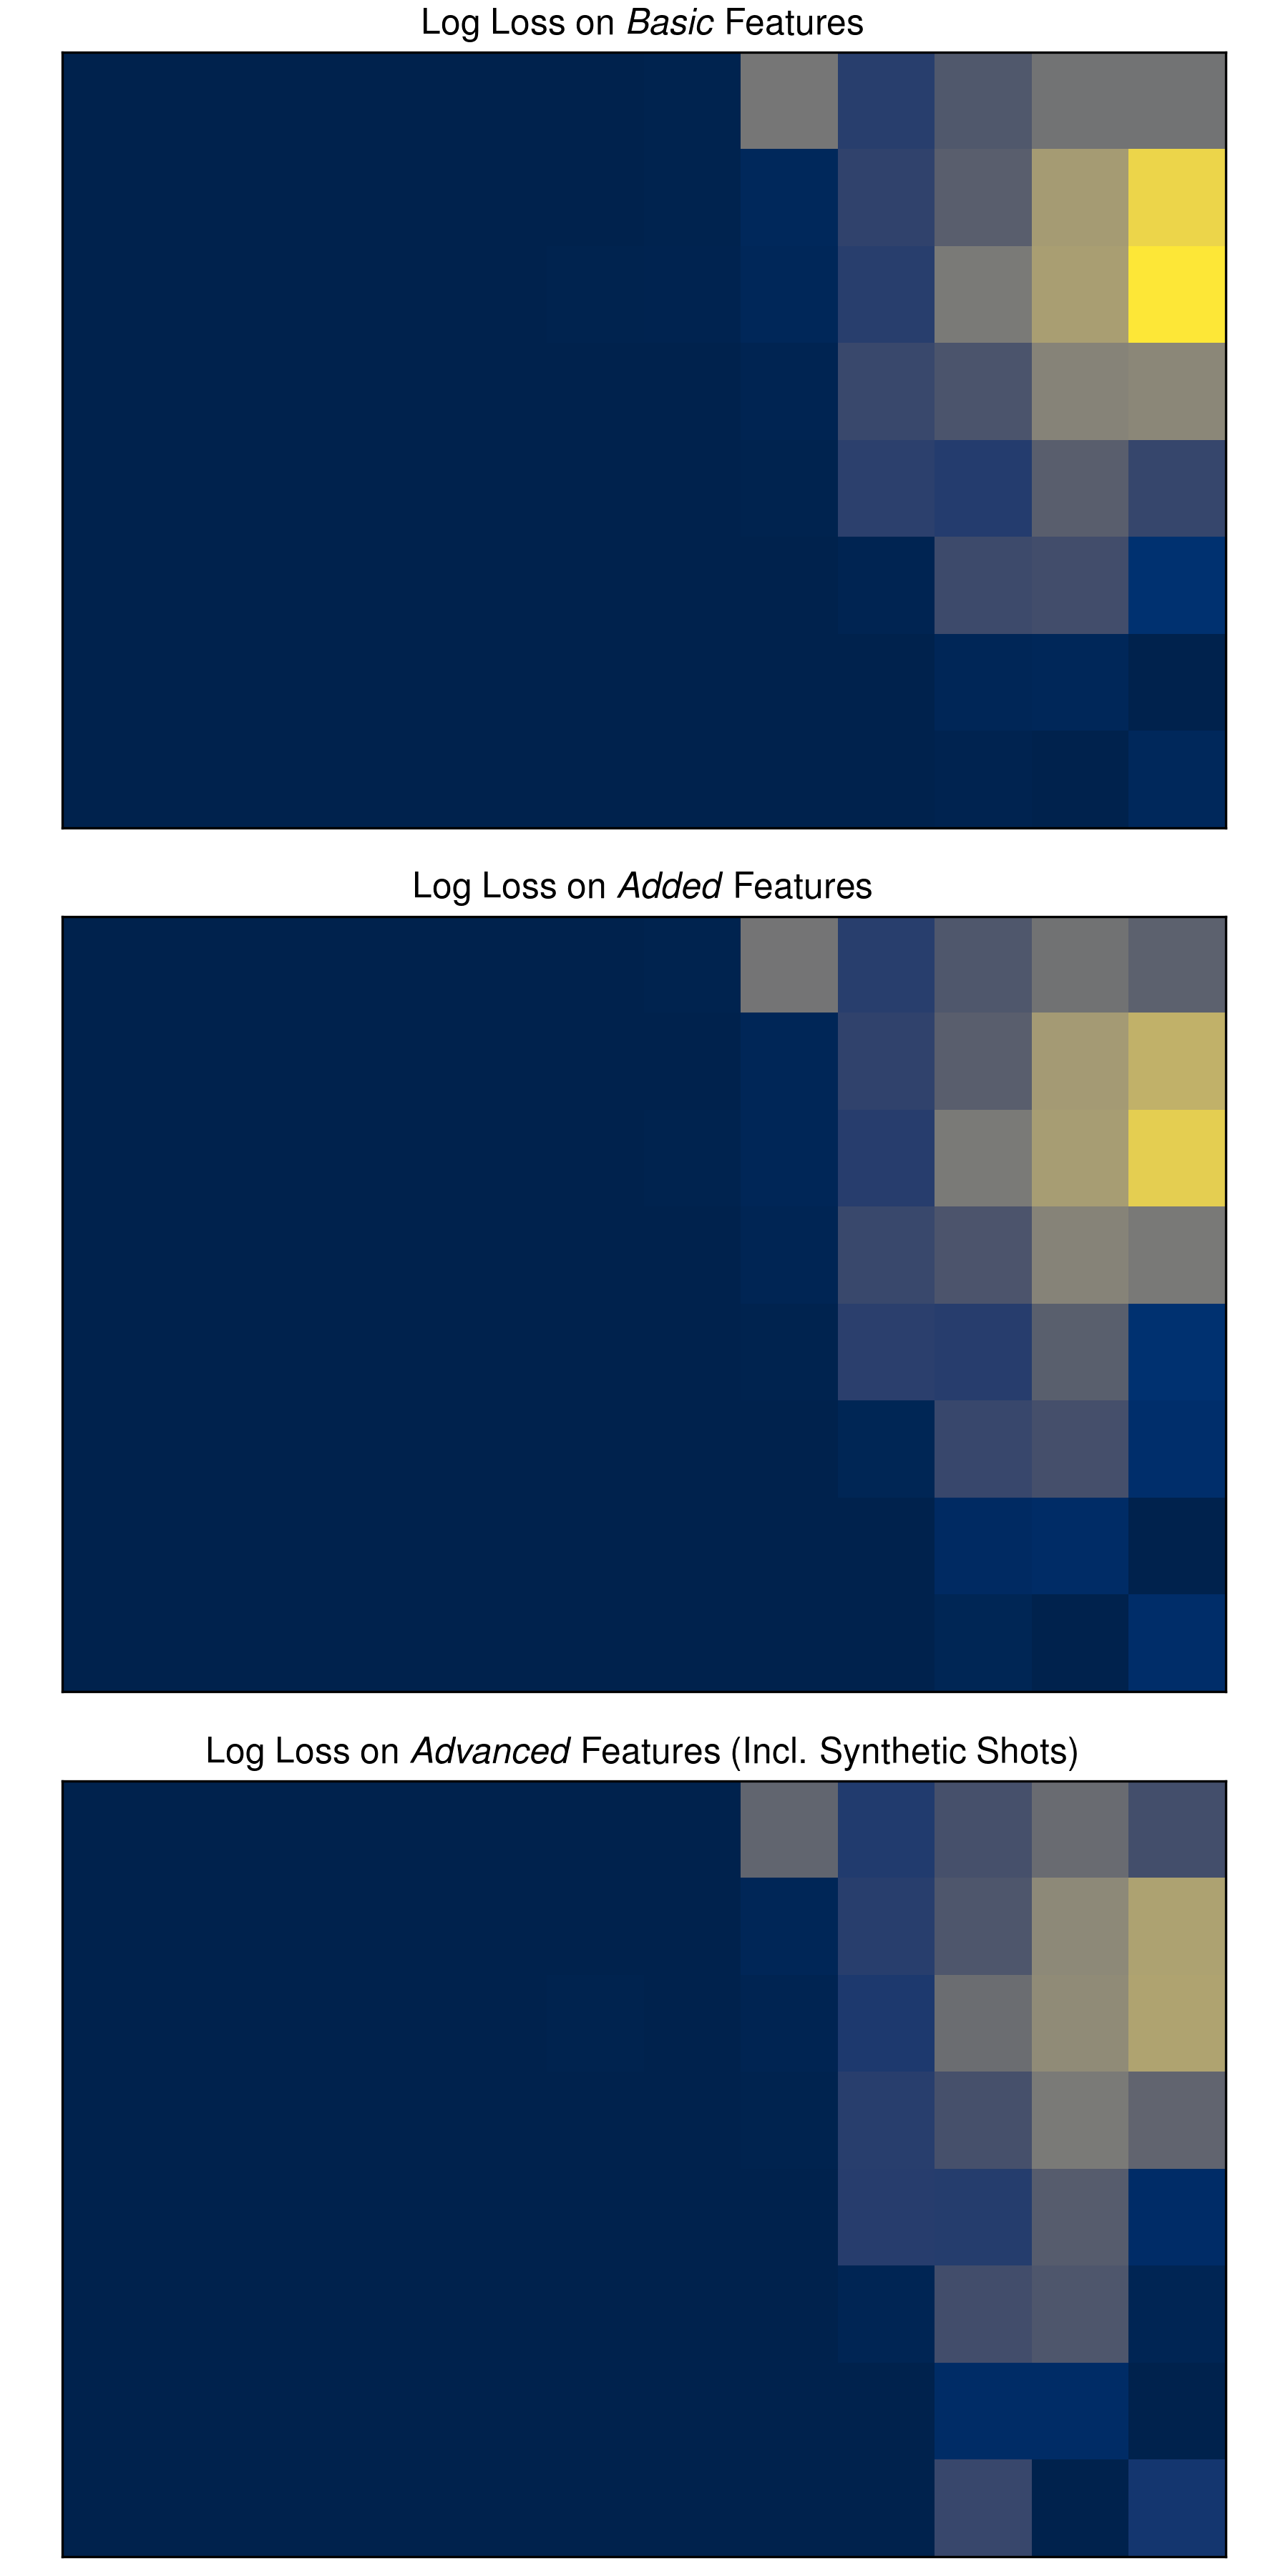 Log Loss on Basic Features
Log Loss on Added Features
Log Loss on Advanced Features (Incl. Synthetic Shots)